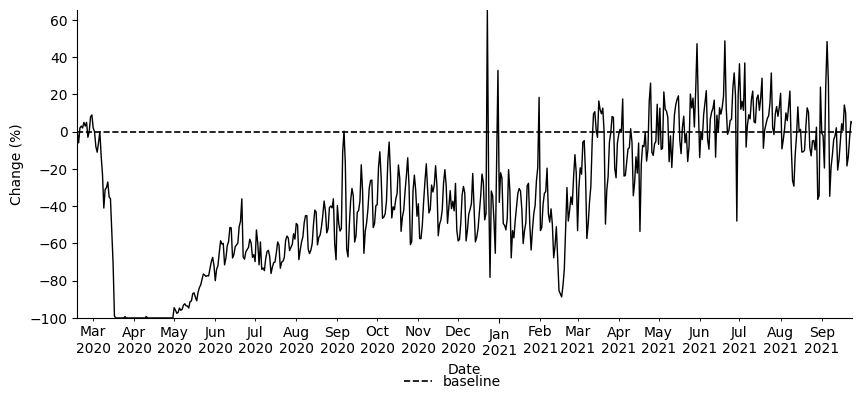 60
40
20
0
−20
−40
−60
−80
−100
Change (%)
Mar Apr May Jun Jul Aug Sep Oct Nov Dec Jan Feb Mar Apr May Jun Jul Aug Sep
2020 2020 2020 2020 2020 2020 2020 2020 2020 2020 2021 2021 2021 2021 2021 2021 2021 2021 2021
Date
baseline